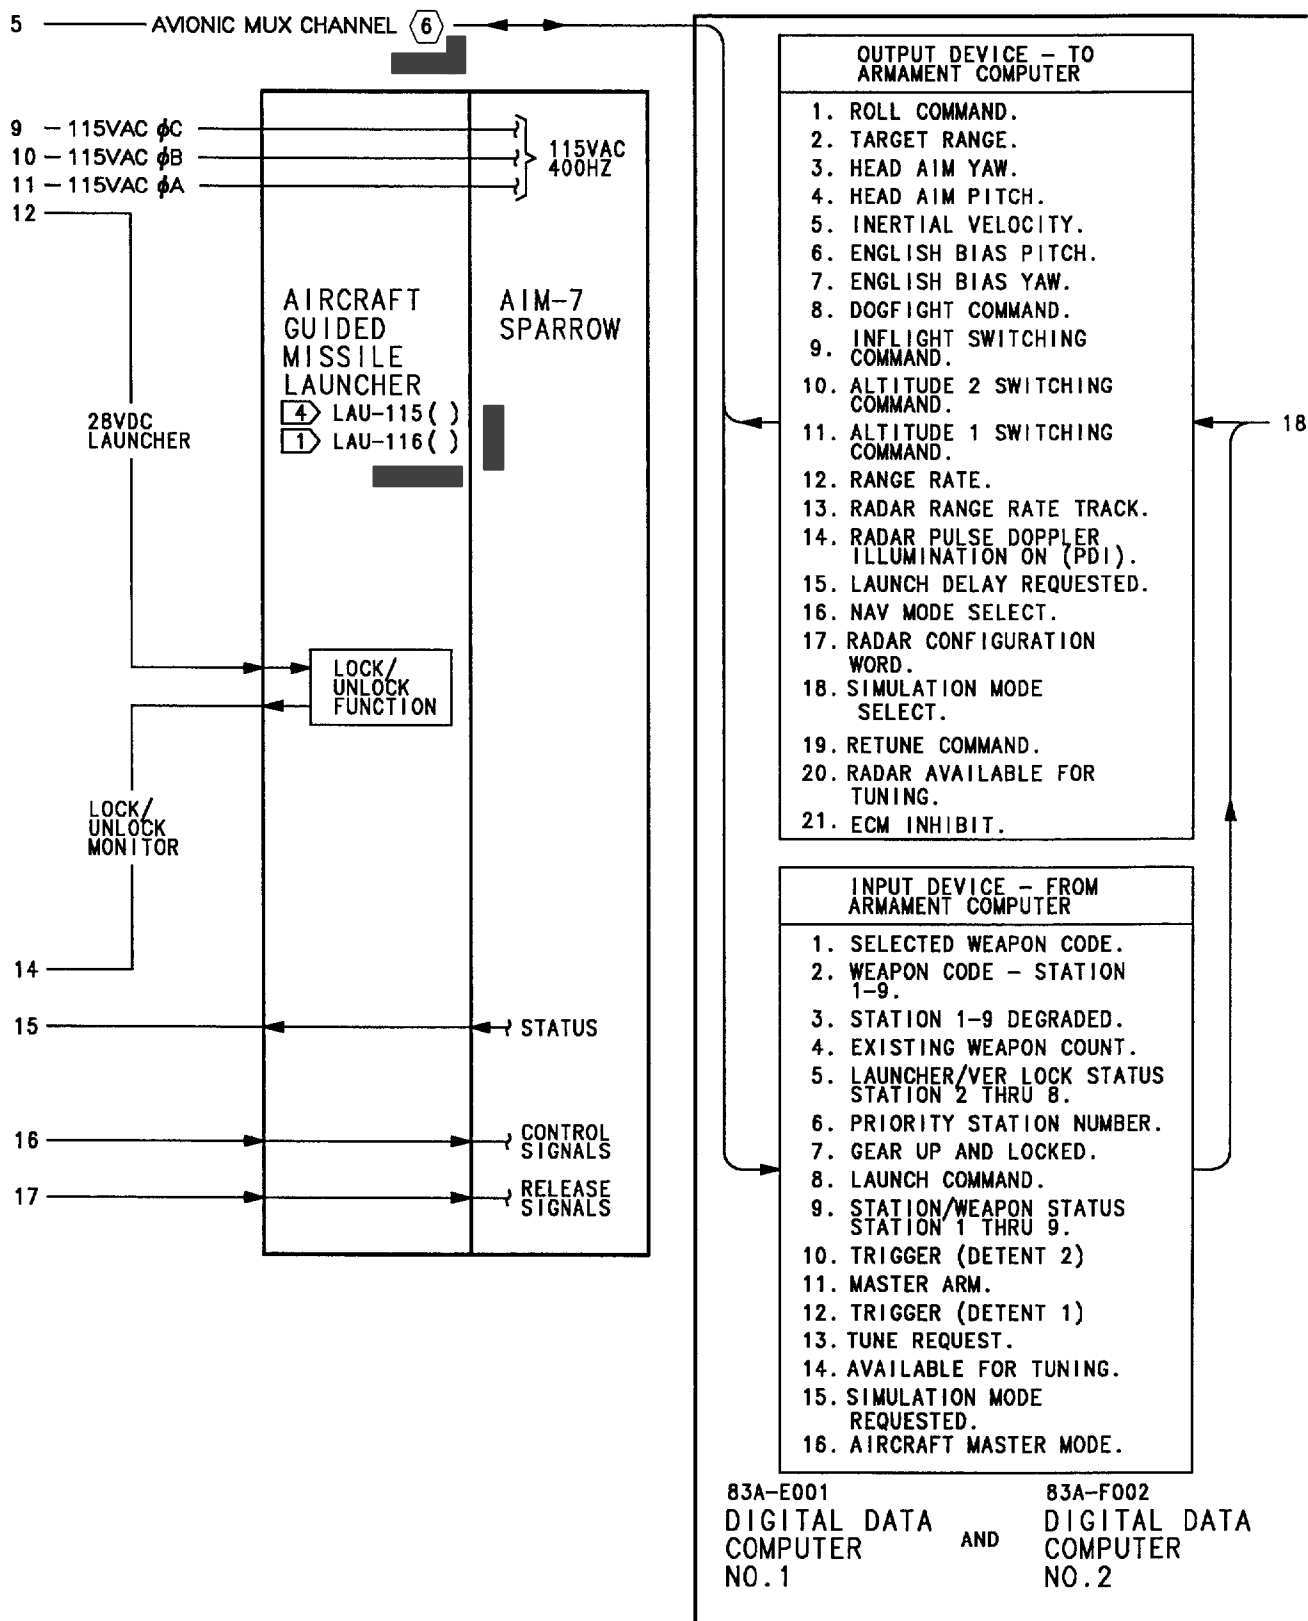 5 AVIONIC MUX CHANNEL 6
9 115VAC φC
10 115VAC φB
11 115VAC φA
12
115VAC
400HZ
AIRCRAFT
GUIDED
MISSILE
LAUNCHER
4 LAU-115( )
1 LAU-116( )
AIM-7
SPARROW
28VDC
LAUNCHER
LOCK/
UNLOCK
FUNCTION
LOCK/
UNLOCK
MONITOR
14
15
STATUS
16
CONTROL
SIGNALS
17
RELEASE
SIGNALS
OUTPUT DEVICE - TO
ARMAMENT COMPUTER
1. ROLL COMMAND.
2. TARGET RANGE.
3. HEAD AIM YAW.
4. HEAD AIM PITCH.
5. INERTIAL VELOCITY.
6. ENGLISH BIAS PITCH.
7. ENGLISH BIAS YAW.
8. DOGFIGHT COMMAND.
9. INFLIGHT SWITCHING
COMMAND.
10. ALTITUDE 2 SWITCHING
COMMAND.
11. ALTITUDE 1 SWITCHING
COMMAND.
12. RANGE RATE.
13. RADAR RANGE RATE TRACK.
14. RADAR PULSE DOPPLER
ILLUMINATION ON (PDI).
15. LAUNCH DELAY REQUESTED.
16. NAV MODE SELECT.
17. RADAR CONFIGURATION
WORD.
18. SIMULATION MODE
SELECT.
19. RETUNE COMMAND.
20. RADAR AVAILABLE FOR
TUNING.
21. ECM INHIBIT.
18
INPUT DEVICE - FROM
ARMAMENT COMPUTER
1. SELECTED WEAPON CODE.
2. WEAPON CODE - STATION
1-9.
3. STATION 1-9 DEGRADED.
4. EXISTING WEAPON COUNT.
5. LAUNCHER/VER LOCK STATUS
STATION 2 THRU 8.
6. PRIORITY STATION NUMBER.
7. GEAR UP AND LOCKED.
8. LAUNCH COMMAND.
9. STATION/WEAPON STATUS
STATION 1 THRU 9.
10. TRIGGER (DETENT 2)
11. MASTER ARM.
12. TRIGGER (DETENT 1)
13. TUNE REQUEST.
14. AVAILABLE FOR TUNING.
15. SIMULATION MODE
REQUESTED.
16. AIRCRAFT MASTER MODE.
83A-E001
DIGITAL DATA
COMPUTER
NO.1
AND
83A-F002
DIGITAL DATA
COMPUTER
NO.2